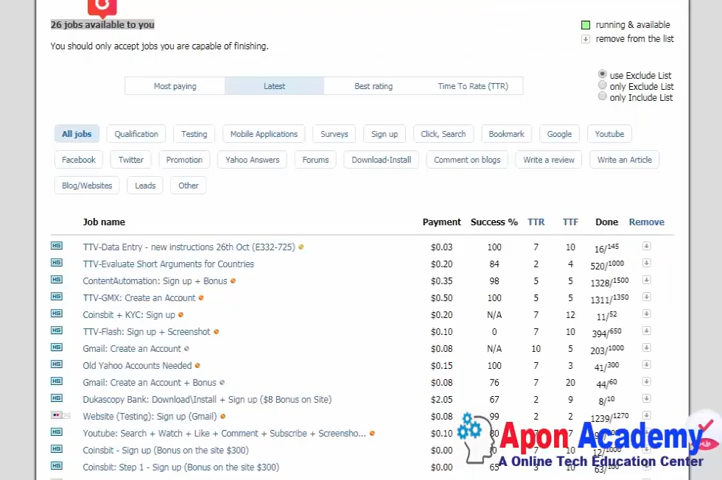 26 jobs available to you
running & available
remove from the list
You should only accept jobs you are capable of finishing.
Most paying Latest Best rating Time To Rate (TTR)
use Exclude List
only Exclude List
only Include List
All jobs Qualification Testing Mobile Applications Surveys Sign up Click, Search Bookmark Google Youtube
Facebook Twitter Promotion Yahoo Answers Forums Download-Install Comment on blogs Write a review Write an Article
Blog/Websites Leads Other
Job name Payment Success % TTR TTF Done Remove
TTV-Data Entry - new instructions 26th Oct (E332-725) $0.03 100 7 10 16/145
TTV-Evaluate Short Arguments for Countries $0.20 84 2 4 520/1000
ContentAutomation: Sign up + Bonus $0.35 98 5 5 1328/1500
TTV-GMX: Create an Account $0.50 100 5 5 1311/1350
Coinsbit + KYC: Sign up $0.20 N/A 7 12 11/52
TTV-Flash: Sign up + Screenshot $0.10 0 7 10 394/650
Gmail: Create an Account $0.08 N/A 10 5 203/1000
Old Yahoo Accounts Needed $0.15 100 7 3 41/300
Gmail: Create an Account + Bonus $0.08 76 7 20 44/60
Dukascopy Bank: Download\Install + Sign up ($8 Bonus on Site) $2.05 67 2 9 8/10
Website (Testing): Sign up (Gmail) $0.08 99 2 2 1239/1270
Youtube: Search + Watch + Like + Comment + Subscribe + Screensho... $0.10
Coinsbit - Sign up (Bonus on the site $300) $0.00
Coinsbit: Step 1 - Sign up (Bonus on the site $300) $0.00
Apon Academy
A Online Tech Education Center